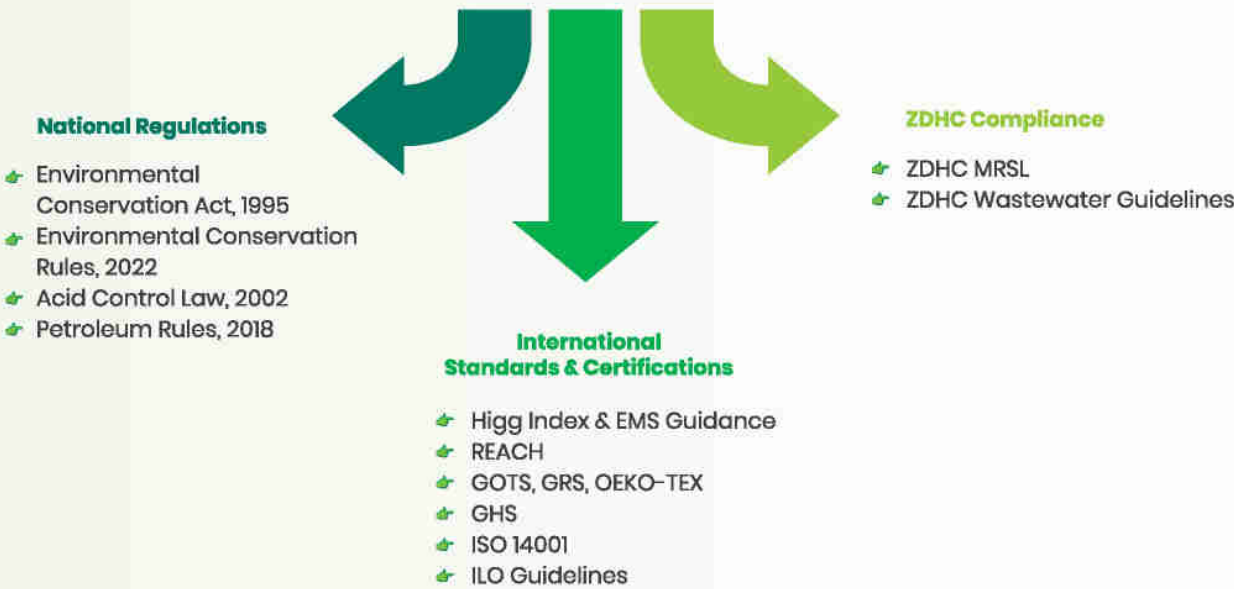 National Regulations
Environmental
Conservation Act, 1995
Environmental Conservation
Rules, 2022
Acid Control Law, 2002
Petroleum Rules, 2018
International
Standards & Certifications
Higg Index & EMS Guidance
REACH
GOTS, GRS, OEKO-TEX
GHS
ISO 14001
ILO Guidelines
ZDHC Compliance
ZDHC MRSL
ZDHC Wastewater Guidelines